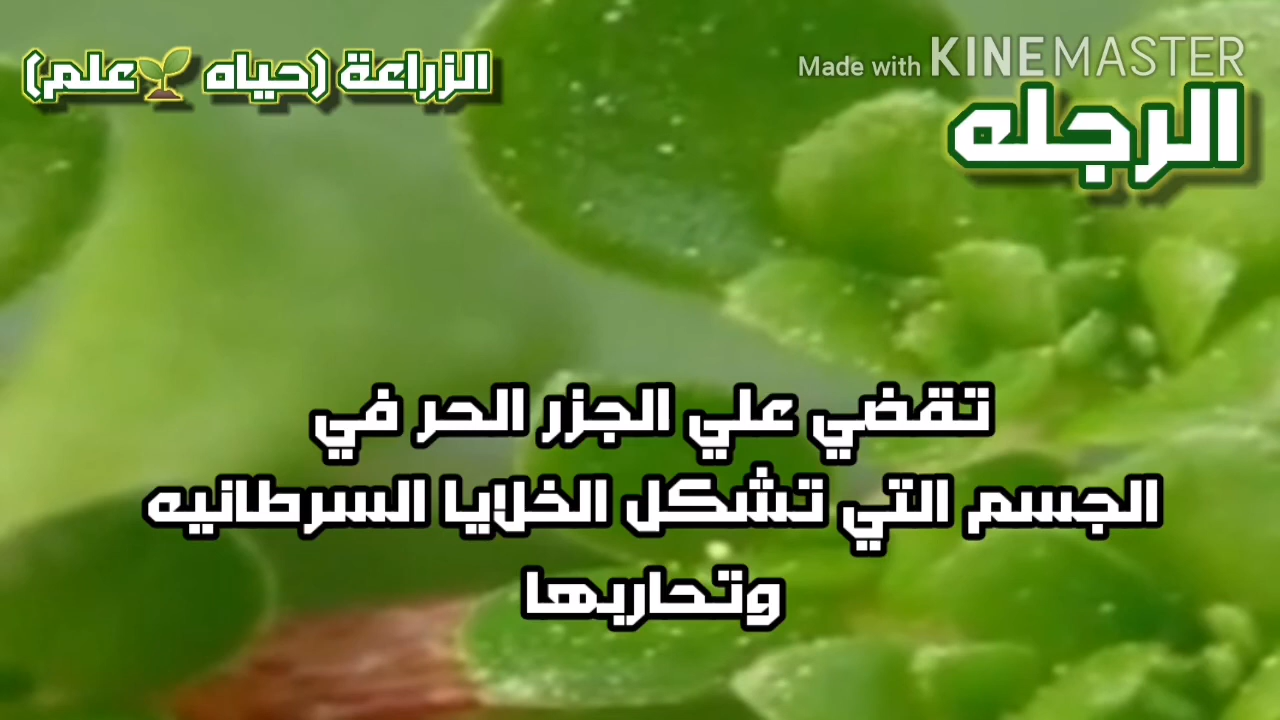 الزراعة (حياه 🌱علم)
Made with KINEMASTER
الرجله
تقضي علي الجزر الحر في
الجسم التي تشكل الخلايا السرطانيه
وتحاربها